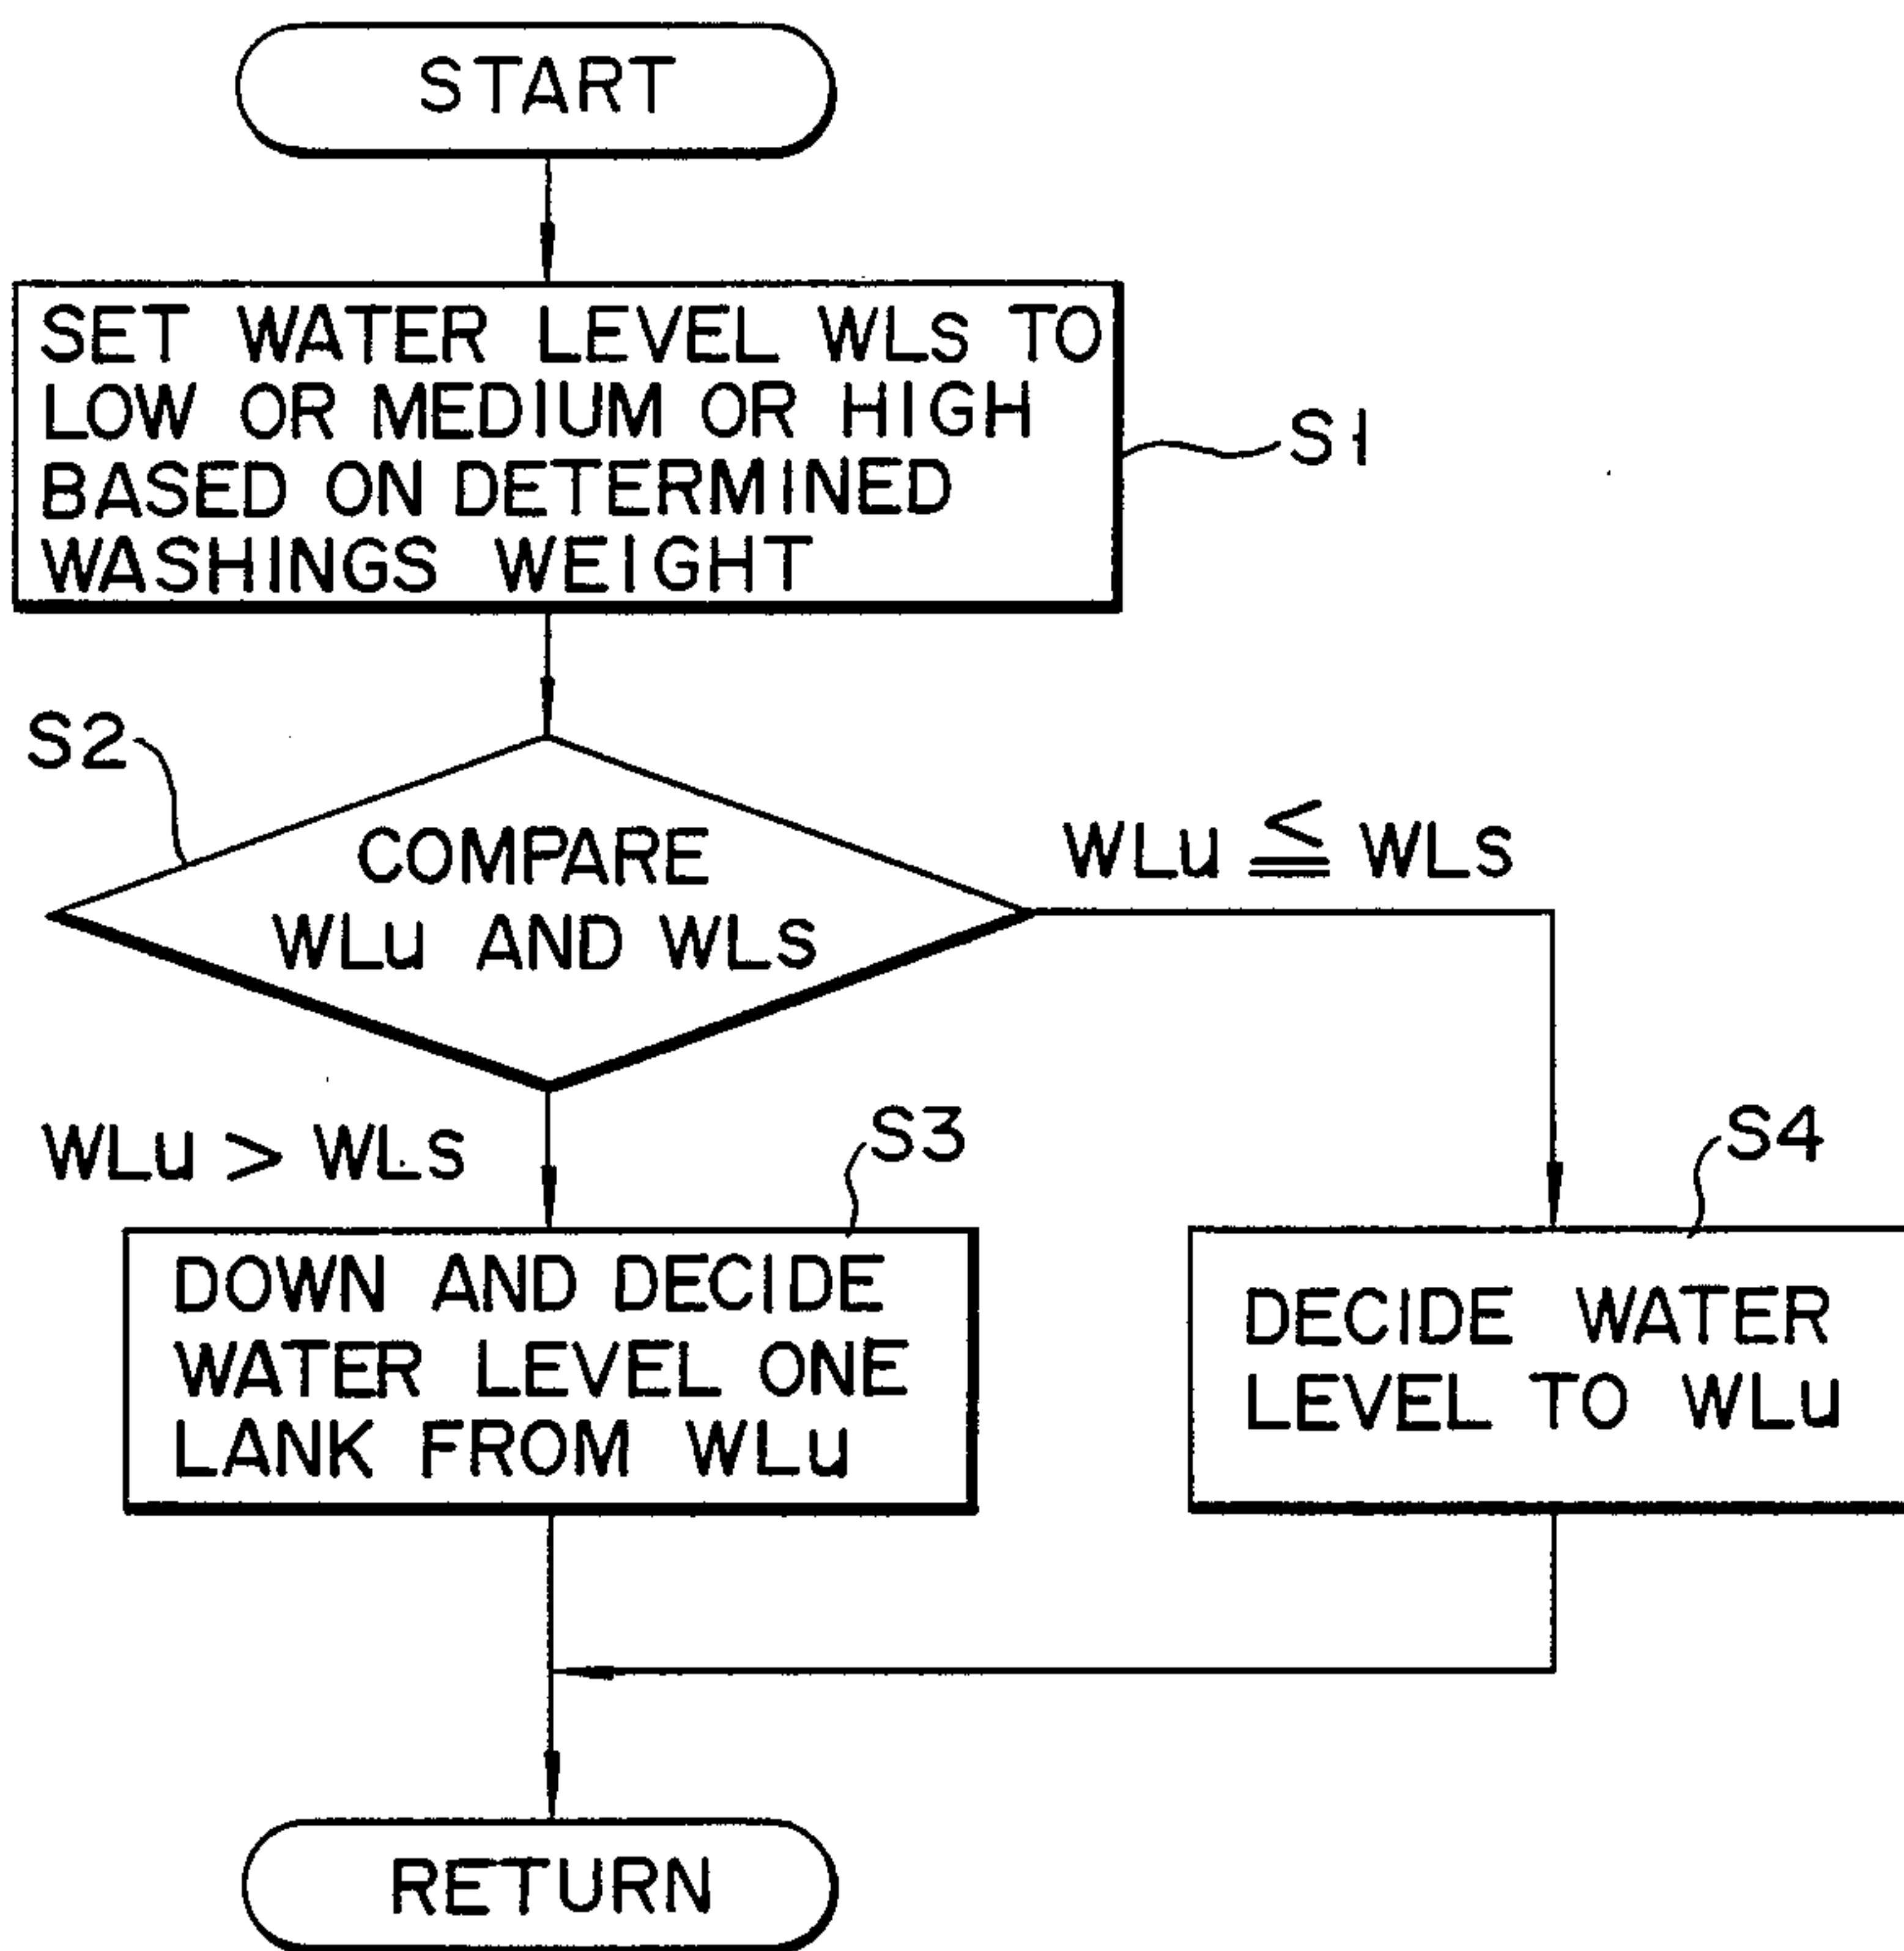 START
SET WATER LEVEL WLs TO
LOW OR MEDIUM OR HIGH
BASED ON DETERMINED
WASHINGS WEIGHT
S1
S2
COMPARE
WLu AND WLs
WLu ≦ WLs
WLu > WLs
S3
S4
DOWN AND DECIDE
WATER LEVEL ONE
LANK FROM WLu
DECIDE WATER
LEVEL TO WLu
RETURN